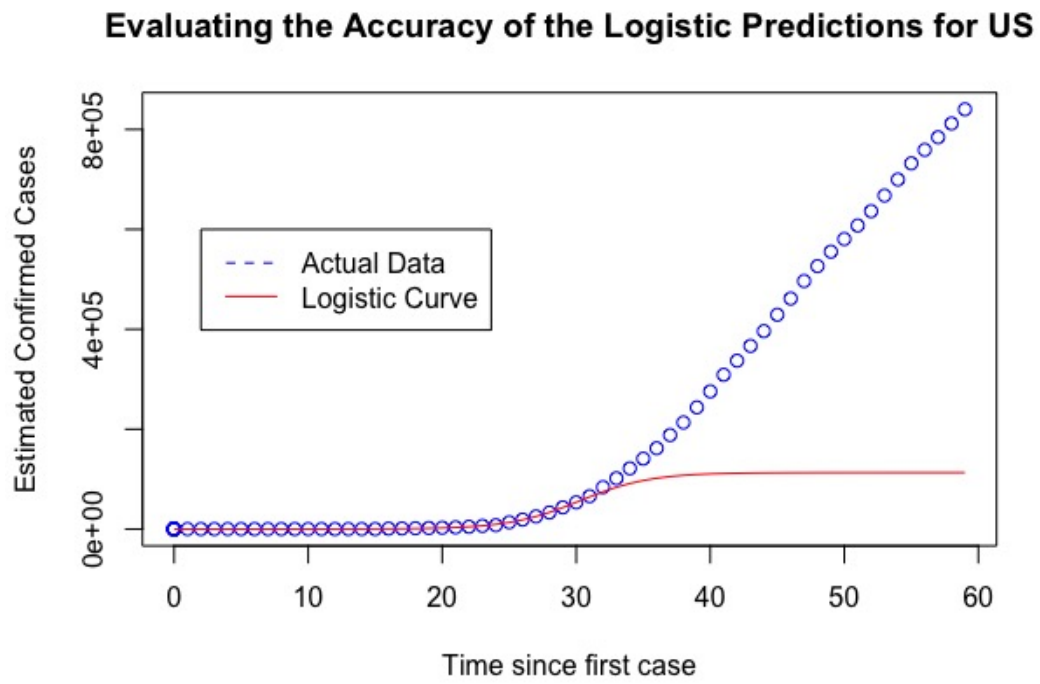 Evaluating the Accuracy of the Logistic Predictions for US
Estimated Confirmed Cases
8e+05
4e+05
0e+00
Actual Data
Logistic Curve
0 10 20 30 40 50 60
Time since first case